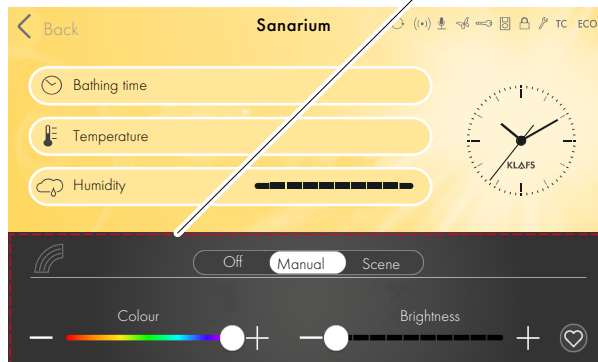 Back
Sanarium
TC ECO
Bathing time
Temperature
Humidity
KLAFS
Off Manual Scene
Colour
Brightness